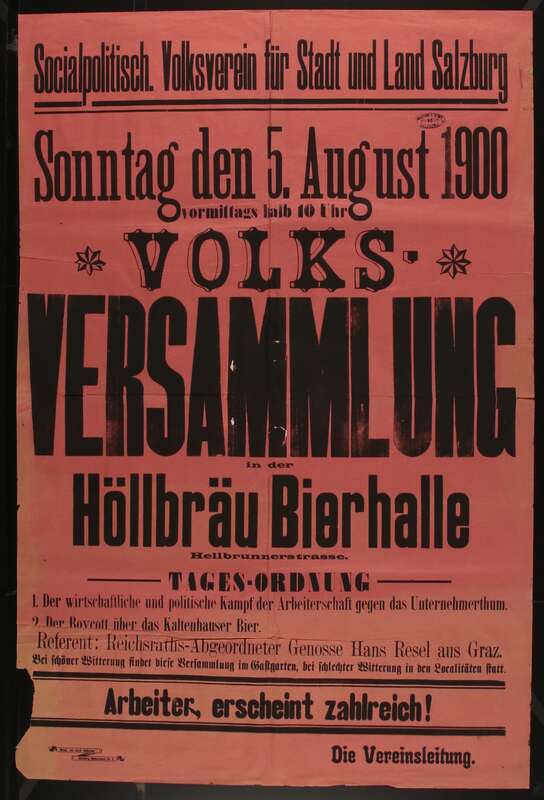 Socialpolitisch. Volksverein für Stadt und Land Salzburg
Sonntag den 5. August 1900
vormittags halb 10 Uhr
VOLKS-
VERSAMMLUNG
in der
Höllbräu Bierhalle
Hellbrunnerstrasse.
TAGES-ORDNUNG
1. Der wirtschaftliche und politische Kampf der Arbeiterschaft gegen das Unternehmerthum.
2. Der Boycott über das Kaltenhauser Bier.
Referent: Reichsraths-Abgeordneter Genosse Hans Resel aus Graz.
Bei schöner Witterung findet diese Versammlung im Gastgarten, bei schlechter Witterung in den Localitäten statt.
Arbeiter, erscheint zahlreich!
Die Vereinsleitung.